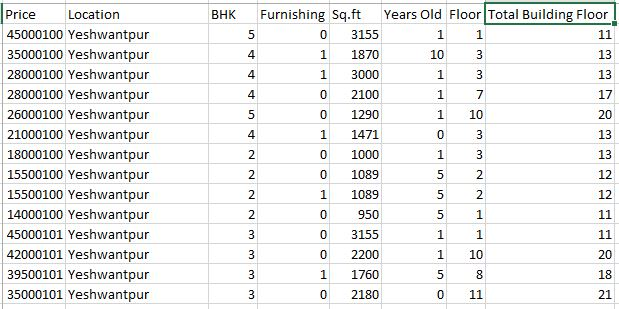 Price Location BHK Furnishing Sq.ft Years Old Floor Total Building Floor
45000100 Yeshwantpur 5 0 3155 1 1 11
35000100 Yeshwantpur 4 1 1870 10 3 13
28000100 Yeshwantpur 4 1 3000 1 3 13
28000100 Yeshwantpur 4 0 2100 1 7 17
26000100 Yeshwantpur 5 0 1290 1 10 20
21000100 Yeshwantpur 4 1 1471 0 3 13
18000100 Yeshwantpur 2 0 1000 1 3 13
15500100 Yeshwantpur 2 0 1089 5 2 12
15500100 Yeshwantpur 2 1 1089 5 2 12
14000100 Yeshwantpur 2 0 950 5 1 11
45000101 Yeshwantpur 3 0 3155 1 1 11
42000101 Yeshwantpur 3 0 2200 1 10 20
39500101 Yeshwantpur 3 1 1760 5 8 18
35000101 Yeshwantpur 3 0 2180 0 11 21